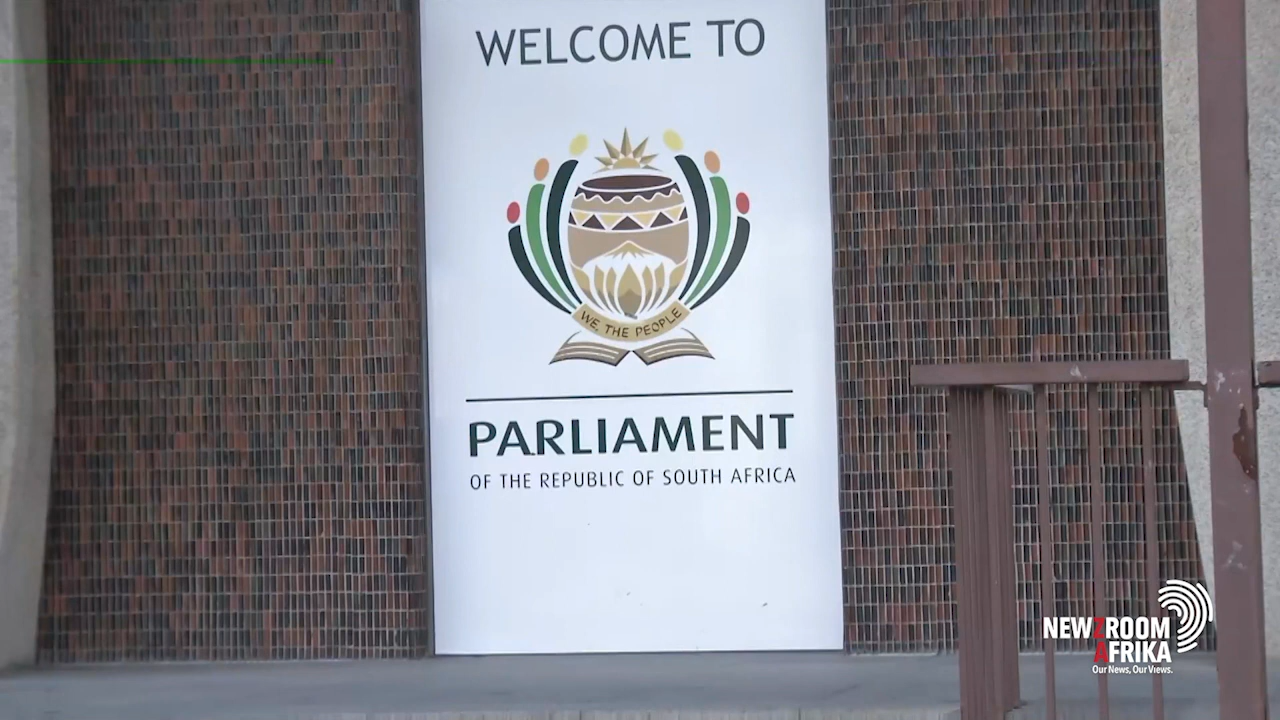 WELCOME TO
WE, THE PEOPLE
PARLIAMENT
OF THE REPUBLIC OF SOUTH AFRICA
NEWZROOM
AFRIKA
Our News, Our Views.